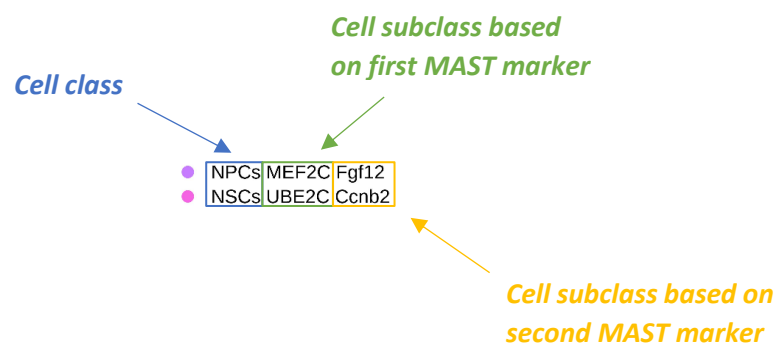 Cell subclass based
on first MAST marker
Cell class
NPCs MEF2C Fgf12
NSCs UBE2C Ccnb2
Cell subclass based on
second MAST marker